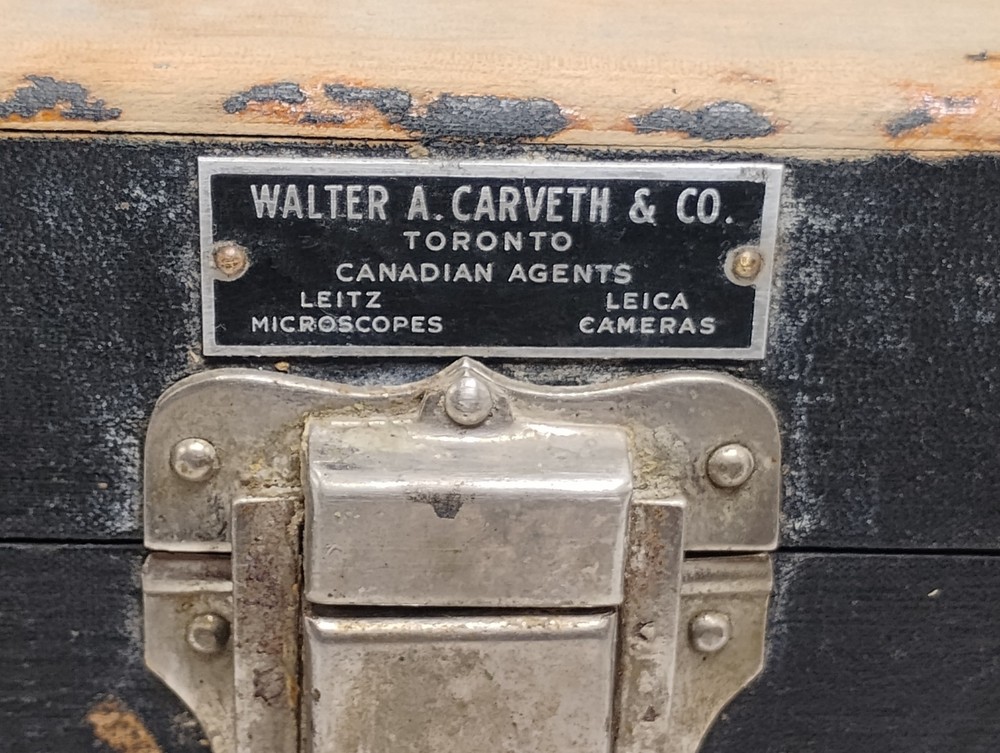 WALTER A. CARVETH & CO.
TORONTO
CANADIAN AGENTS
LEITZ LEICA
MICROSCOPES CAMERAS